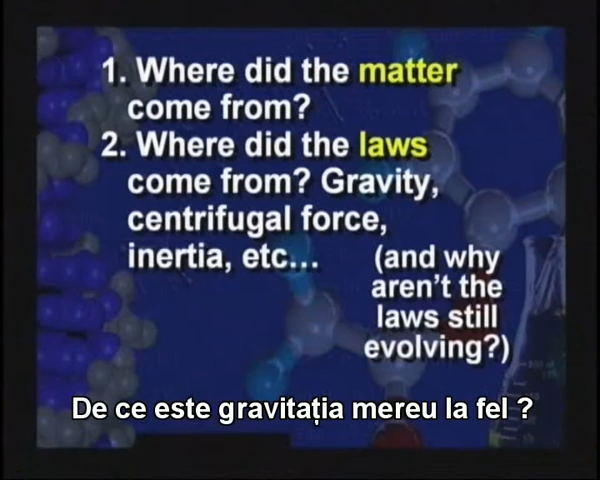 1. Where did the matter
come from?
2. Where did the laws
come from? Gravity,
centrifugal force,
inertia, etc...
(and why
aren't the
laws still
evolving?)
De ce este gravitația mereu la fel ?